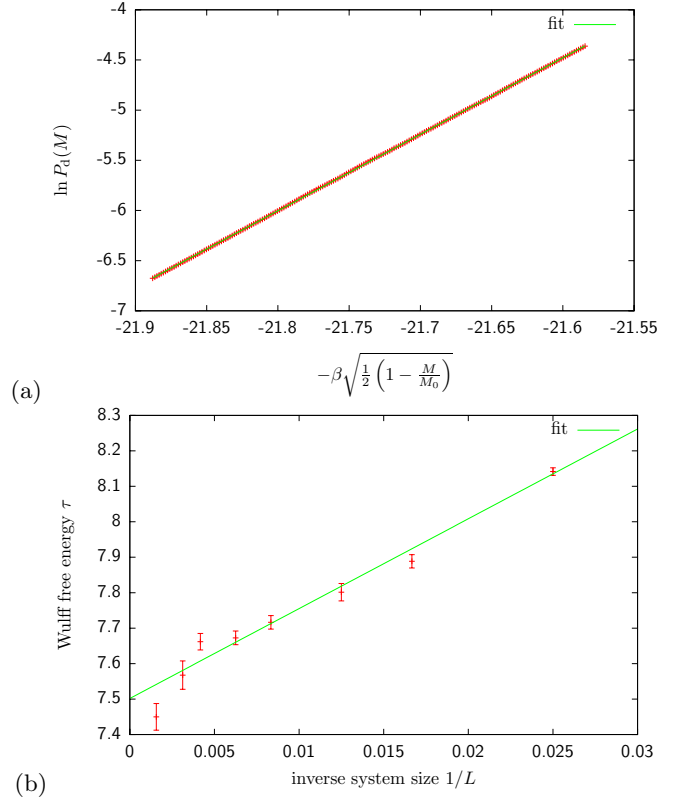 fit
-4
-4.5
-5
-5.5
-6
-6.5
-7
ln P_d(M)
-21.9 -21.85 -21.8 -21.75 -21.7 -21.65 -21.6 -21.55
-β√(1/2 (1 − M/M_0))
(a)
8.3
8.2
8.1
8
7.9
7.8
7.7
7.6
7.5
7.4
fit
Wulff free energy τ
0 0.005 0.01 0.015 0.02 0.025 0.03
inverse system size 1/L
(b)